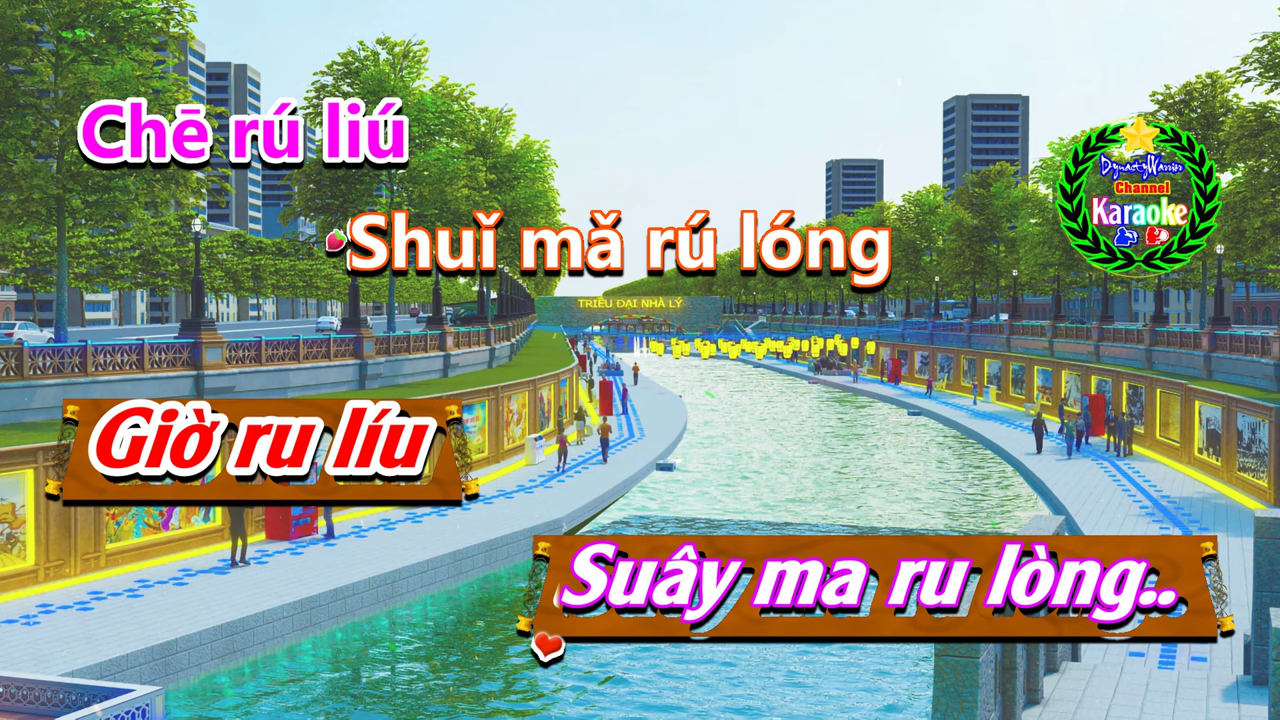 Chē rú liú
DynastyWarrior
Channel
Karaoke
Shuǐ mǎ rú lóng
TRIỀU ĐẠI NHÀ LÝ
Giờ ru líu
Suây ma ru lòng..